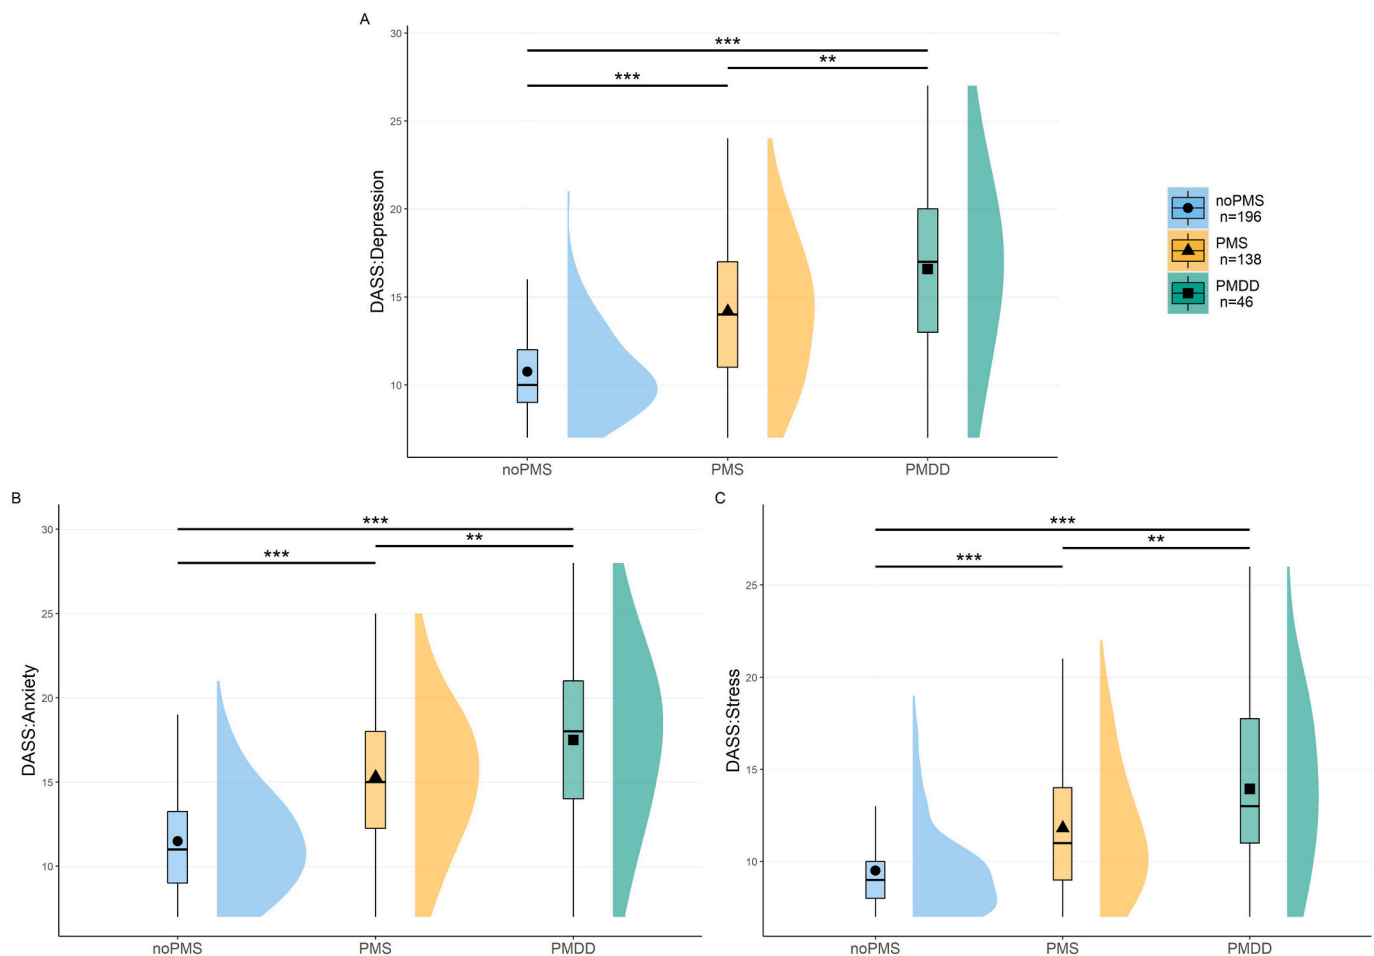 A
30
25
20
15
10
DASS:Depression
***
**
***
noPMS
PMS
PMDD
noPMS
n=196
PMS
n=138
PMDD
n=46
B
30
25
20
15
10
DASS:Anxiety
***
**
***
noPMS
PMS
PMDD
C
25
20
15
10
DASS:Stress
***
**
***
noPMS
PMS
PMDD